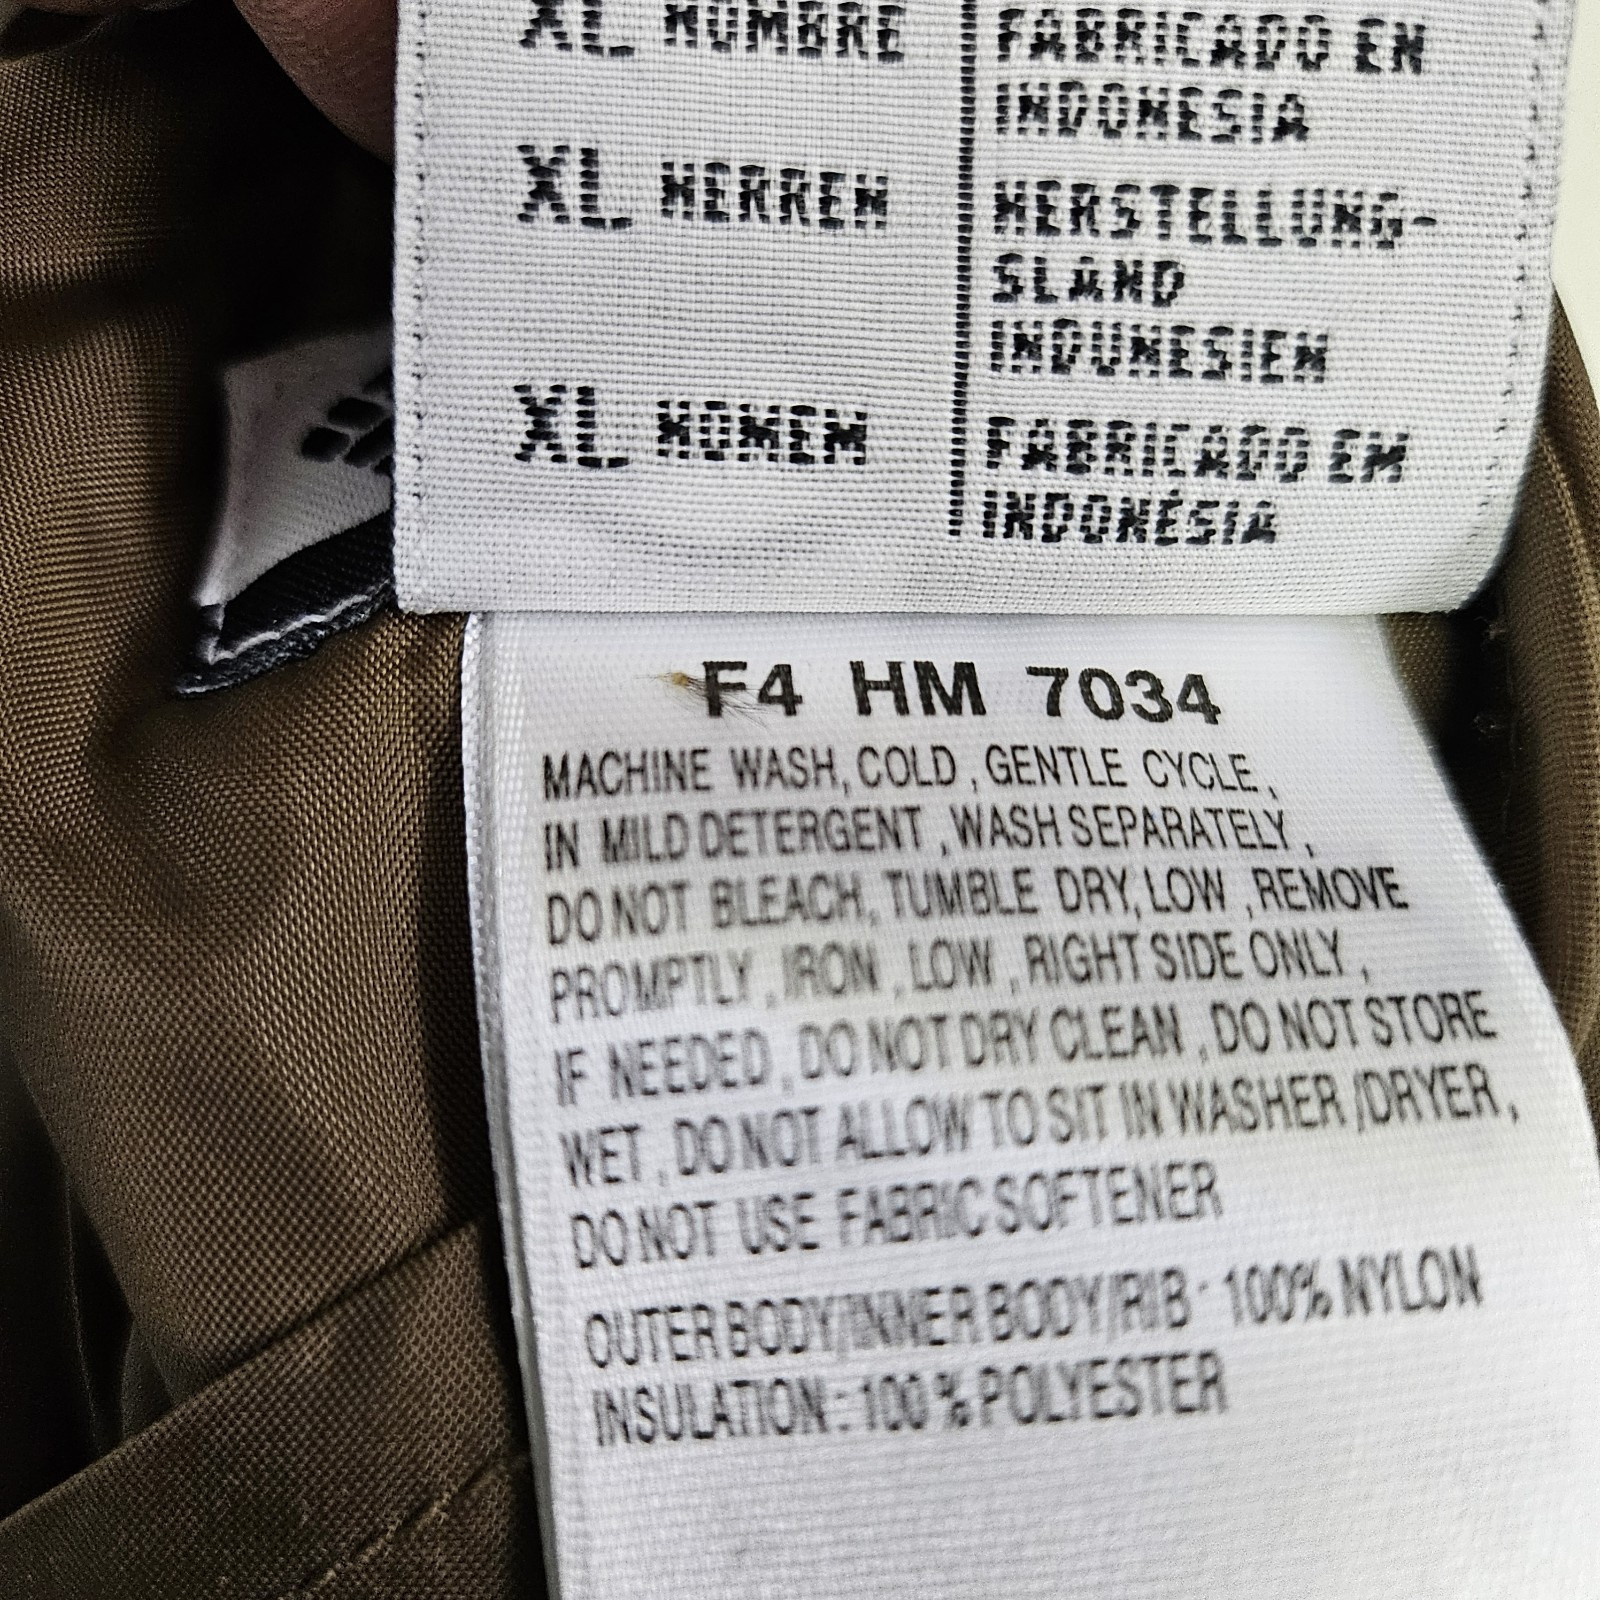 XL HOMBRE
FABRICADO EN
INDONESIA
XL HERREN
HERSTELLUNG-
SLAND
INDUNESIEN
XL HOMEM
FABRICADO EM
INDONÉSIA
F4 HM 7034
MACHINE WASH, COLD , GENTLE CYCLE ,
IN MILD DETERGENT , WASH SEPARATELY ,
DO NOT BLEACH, TUMBLE DRY, LOW , REMOVE
PROMPTLY , IRON , LOW , RIGHT SIDE ONLY ,
IF NEEDED , DO NOT DRY CLEAN , DO NOT STORE
WET , DO NOT ALLOW TO SIT IN WASHER /DRYER ,
DO NOT USE FABRIC SOFTENER
OUTER BODY/INNER BODY/RIB : 100% NYLON
INSULATION : 100 % POLYESTER